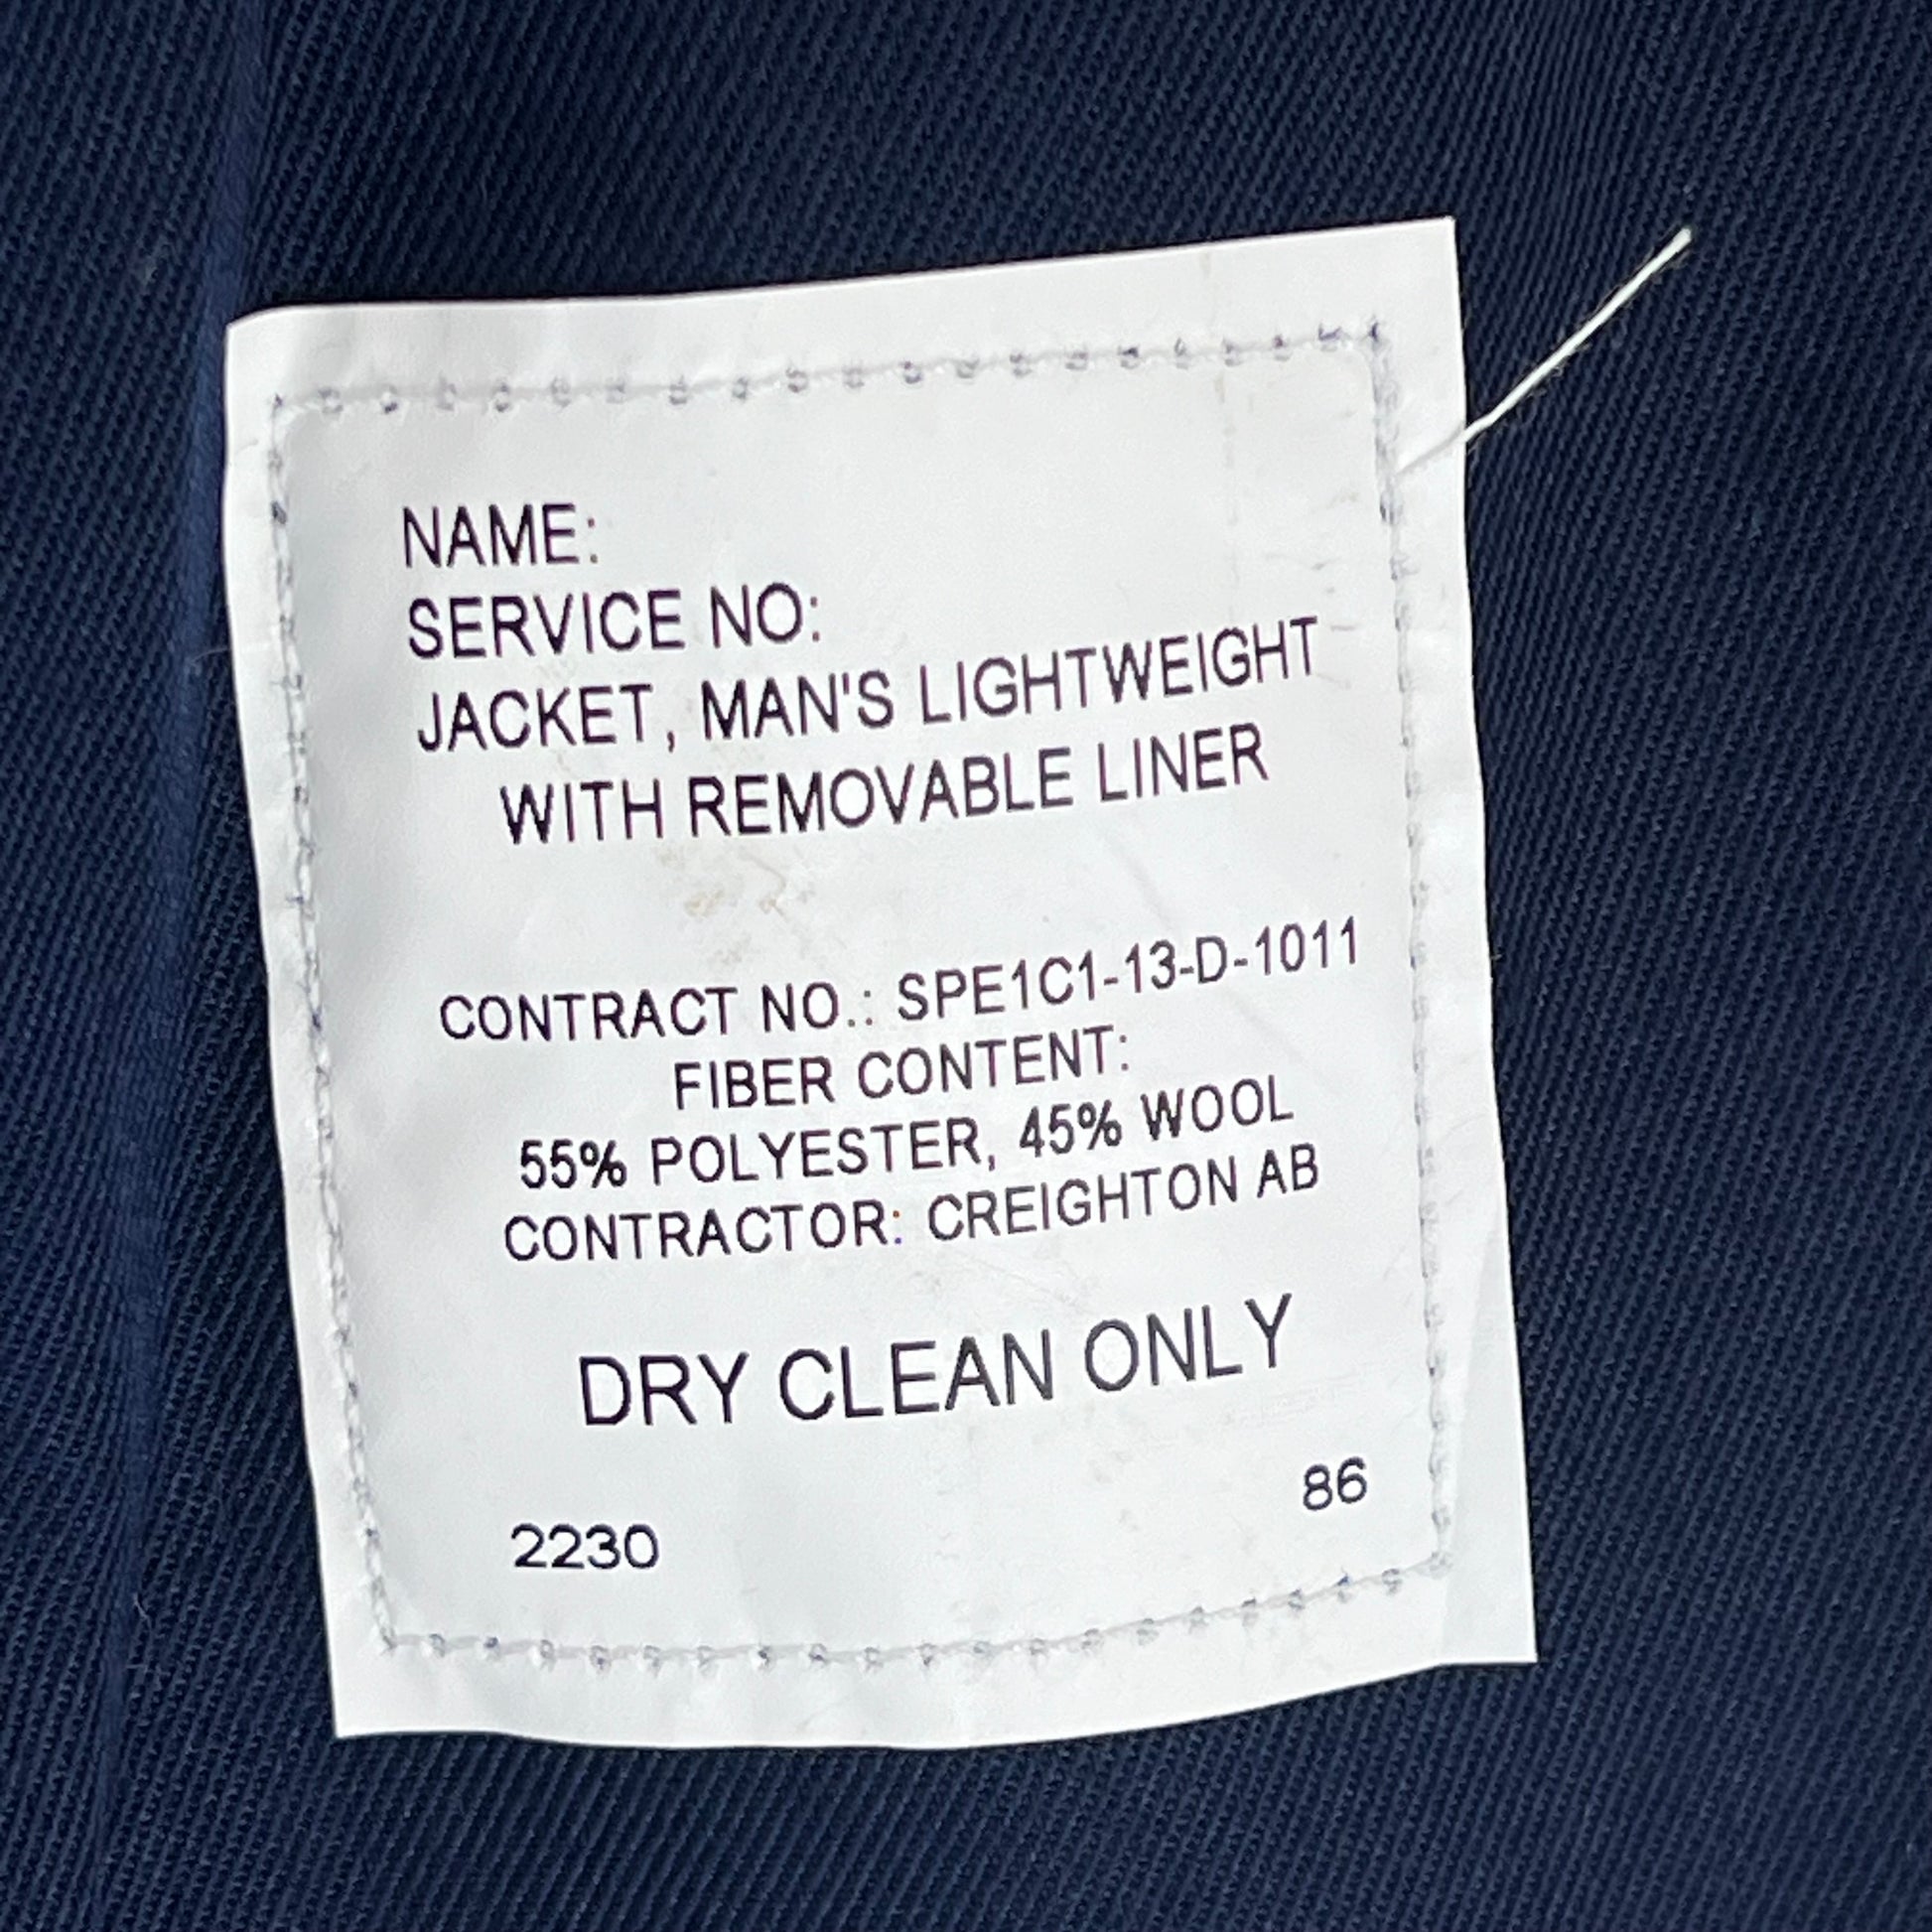 NAME:
SERVICE NO:
JACKET, MAN'S LIGHTWEIGHT
WITH REMOVABLE LINER
CONTRACT NO.: SPE1C1-13-D-1011
FIBER CONTENT:
55% POLYESTER, 45% WOOL
CONTRACTOR: CREIGHTON AB
DRY CLEAN ONLY
2230 86